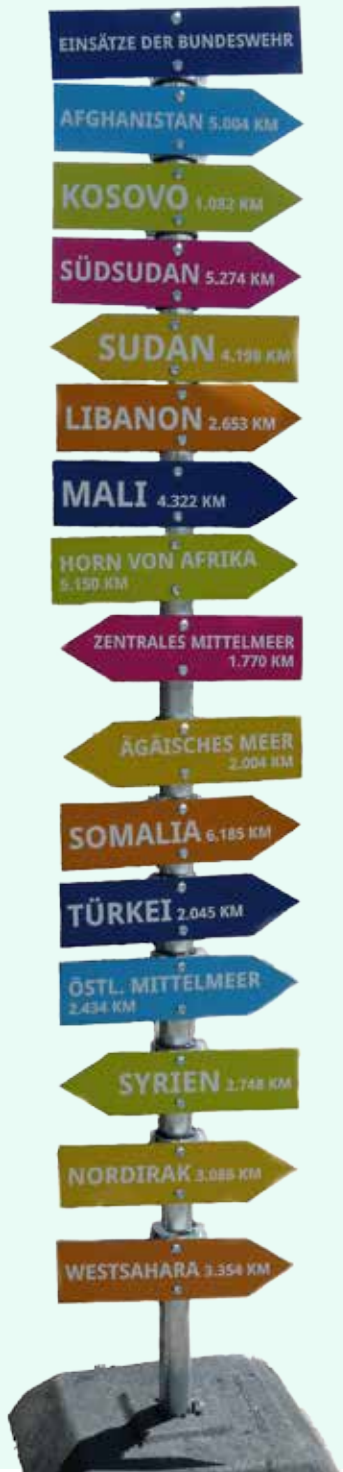 EINSÄTZE DER BUNDESWEHR
AFGHANISTAN 5.004 KM
KOSOVO 1.082 KM
SÜDSUDAN 5.274 KM
SUDAN 4.198 KM
LIBANON 2.653 KM
MALI 4.322 KM
HORN VON AFRIKA
5.150 KM
ZENTRALES MITTELMEER
1.770 KM
ÄGÄISCHES MEER
2.004 KM
SOMALIA 6.185 KM
TÜRKEI 2.045 KM
ÖSTL. MITTELMEER
2.434 KM
SYRIEN 2.748 KM
NORDIRAK 3.086 KM
WESTSAHARA 3.354 KM